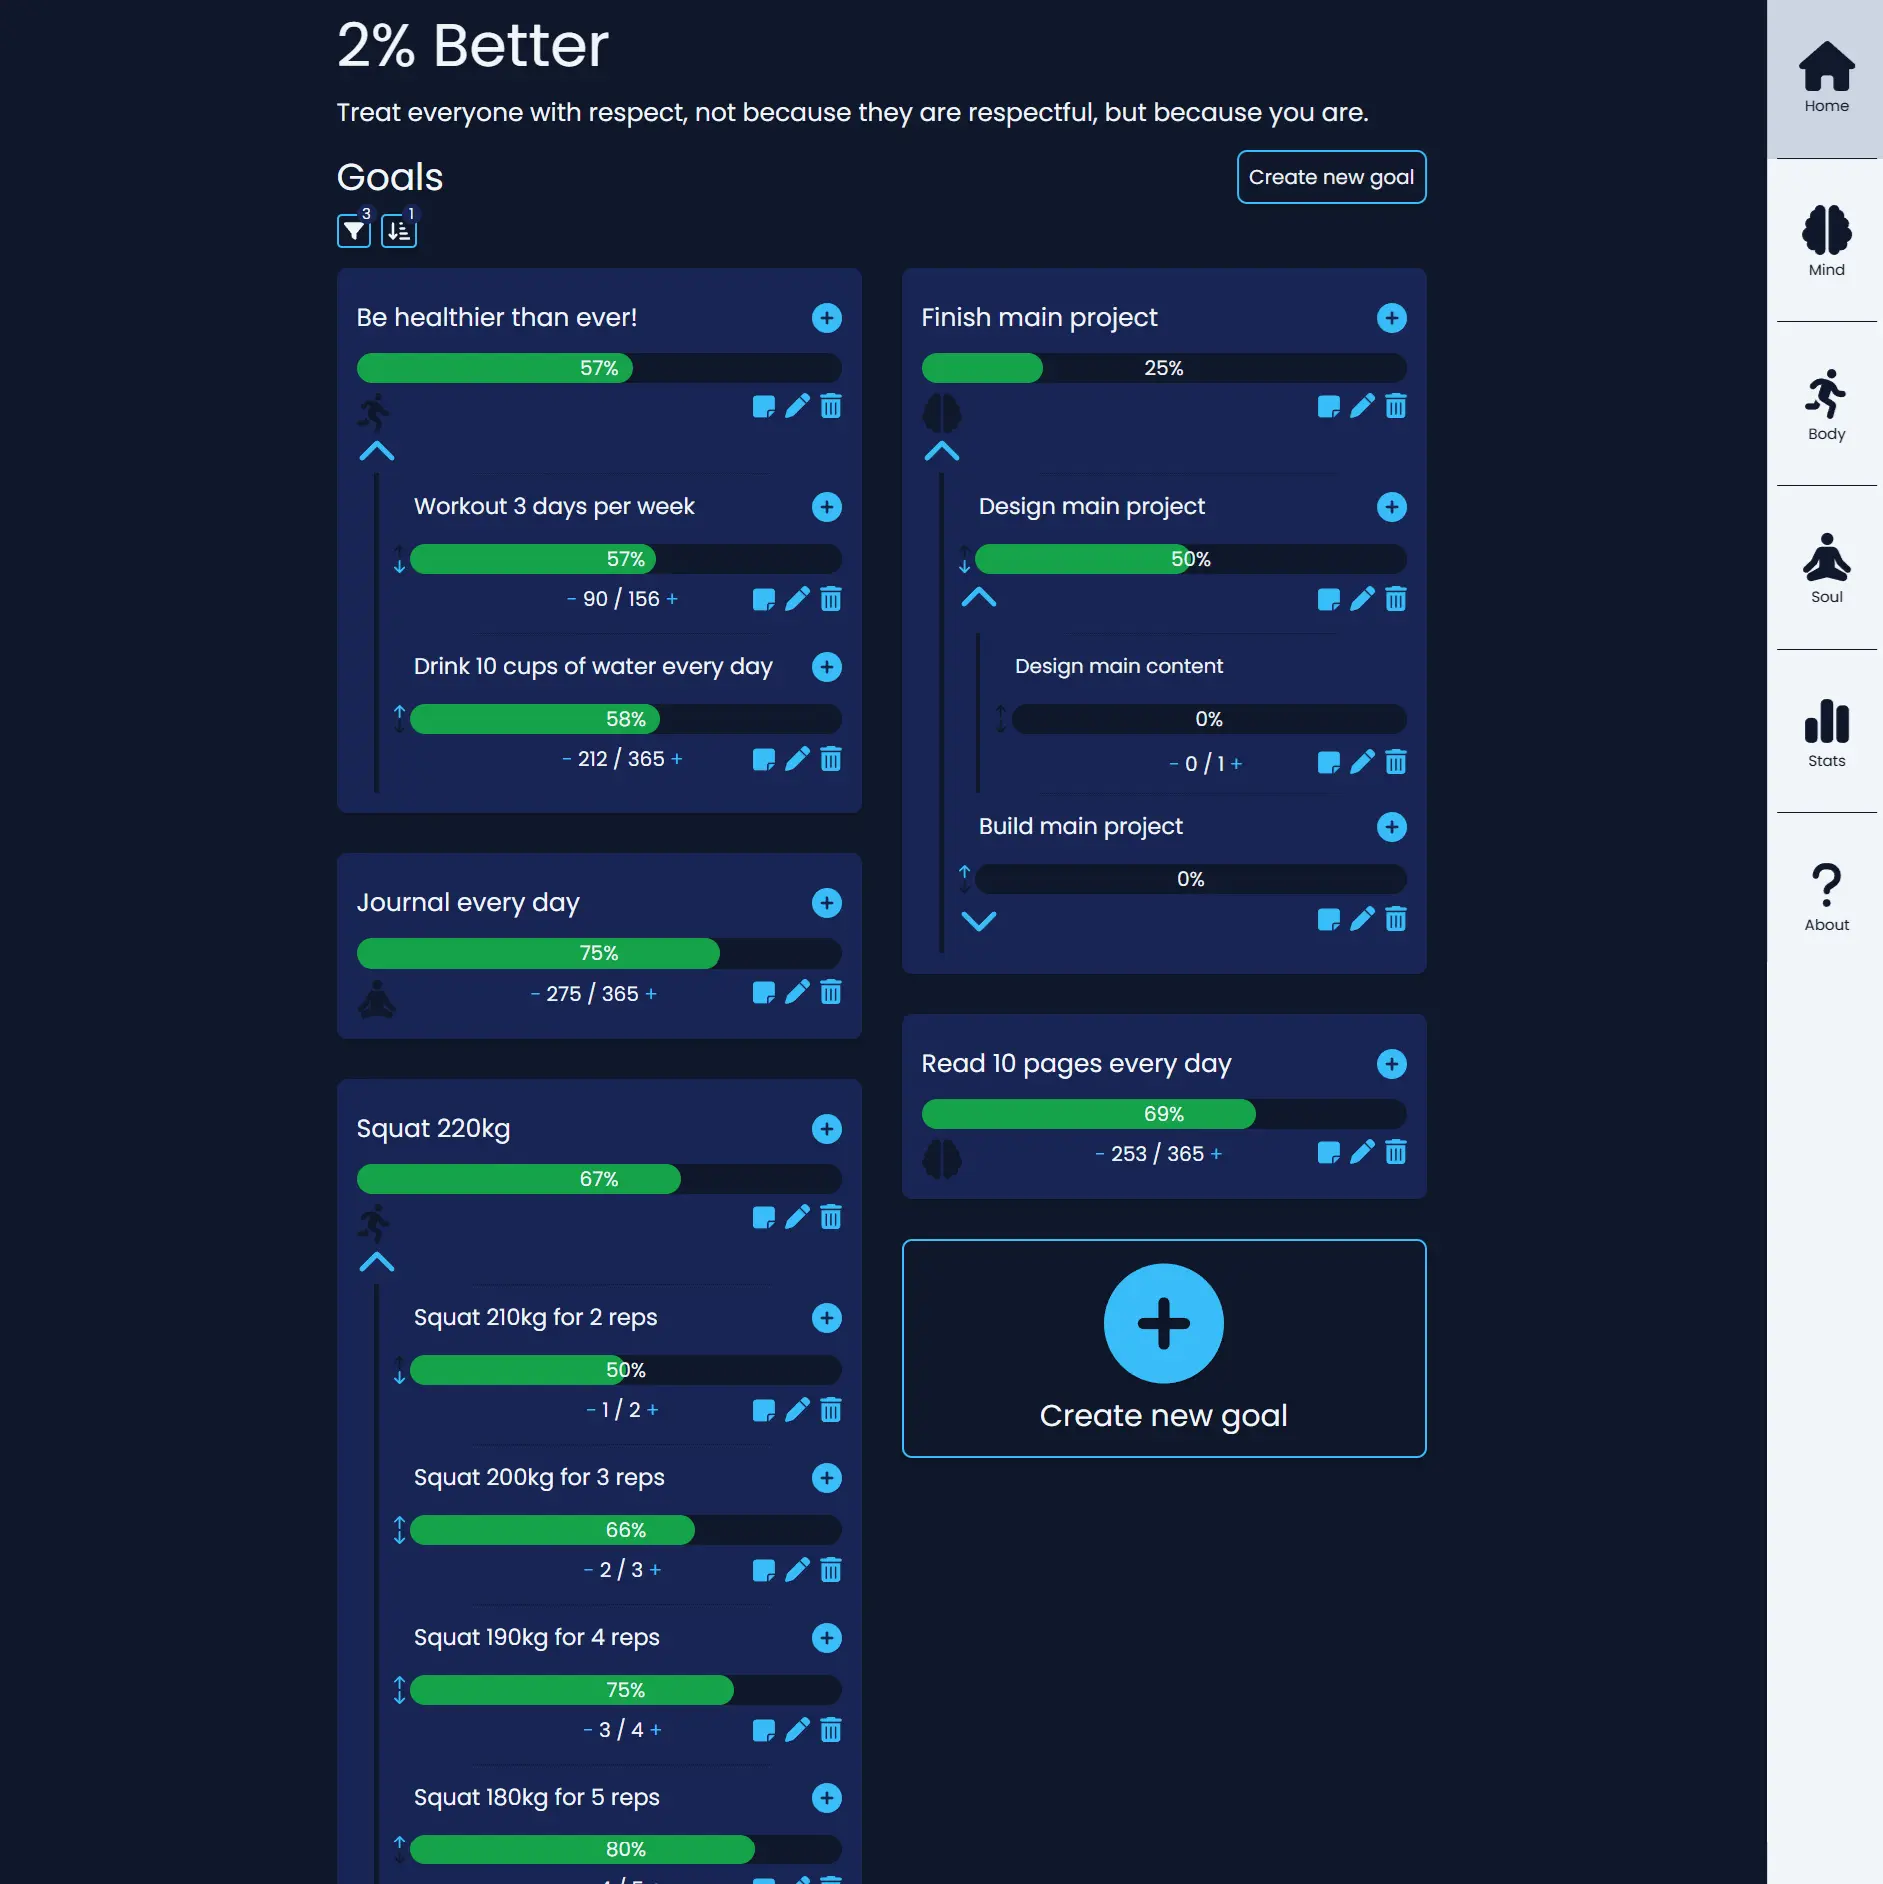 2% Better
Treat everyone with respect, not because they are respectful, but because you are.
Goals
Create new goal
3
1
Be healthier than ever!
57%
Workout 3 days per week
57%
- 90 / 156 +
Drink 10 cups of water every day
58%
- 212 / 365 +
Journal every day
75%
- 275 / 365 +
Squat 220kg
67%
Squat 210kg for 2 reps
50%
- 1 / 2 +
Squat 200kg for 3 reps
66%
- 2 / 3 +
Squat 190kg for 4 reps
75%
- 3 / 4 +
Squat 180kg for 5 reps
80%
Finish main project
25%
Design main project
50%
Design main content
0%
- 0 / 1 +
Build main project
0%
Read 10 pages every day
69%
- 253 / 365 +
Create new goal
Home
Mind
Body
Soul
Stats
About